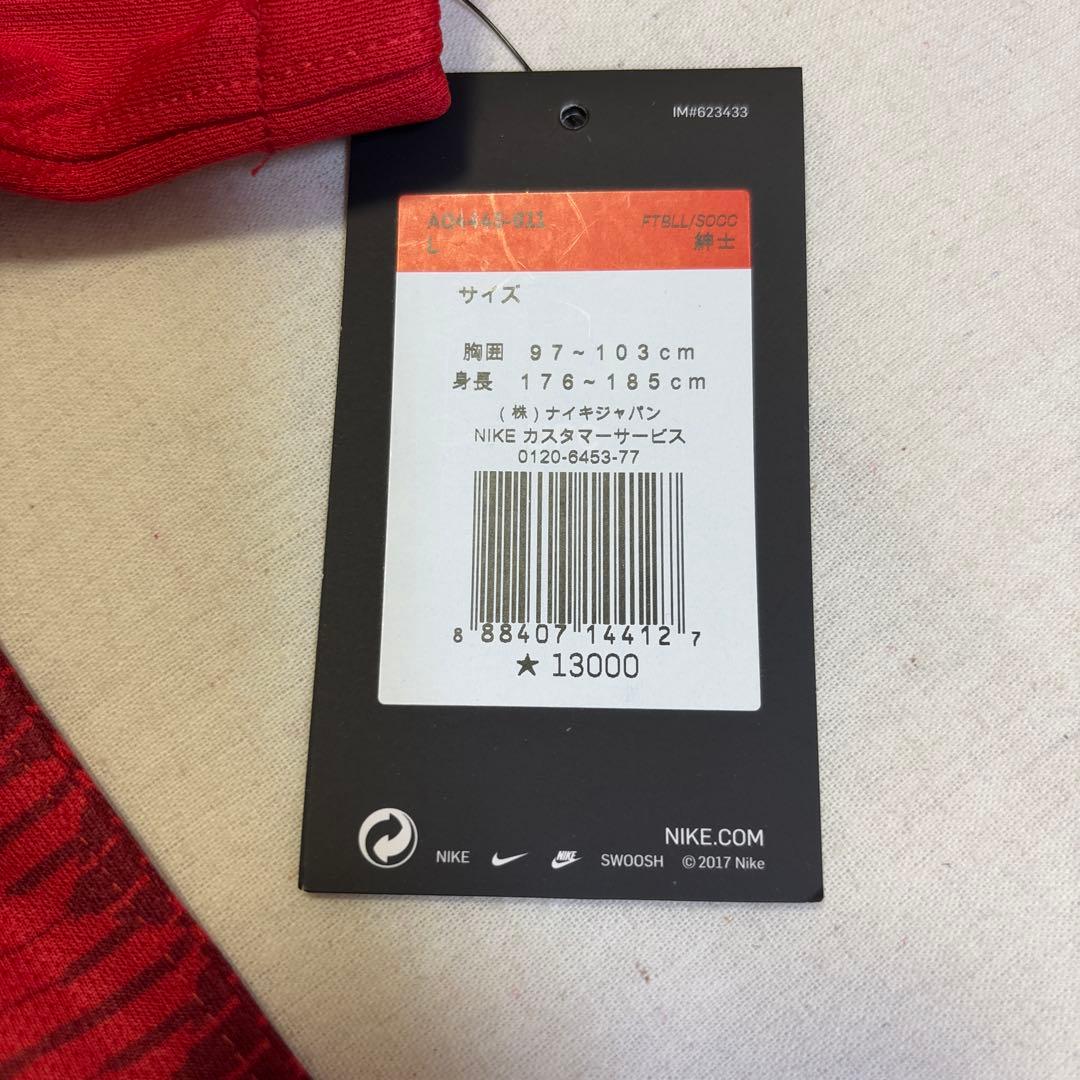 IM#623433
FTBLL/SOCC
L
紳士
サイズ
胸囲 97~103cm
身長 176~185cm
(株)ナイキジャパン
NIKE カスタマーサービス
0120-6453-77
8 88407 14412 7
★ 13000
NIKE.COM
NIKE NIKE SWOOSH © 2017 Nike